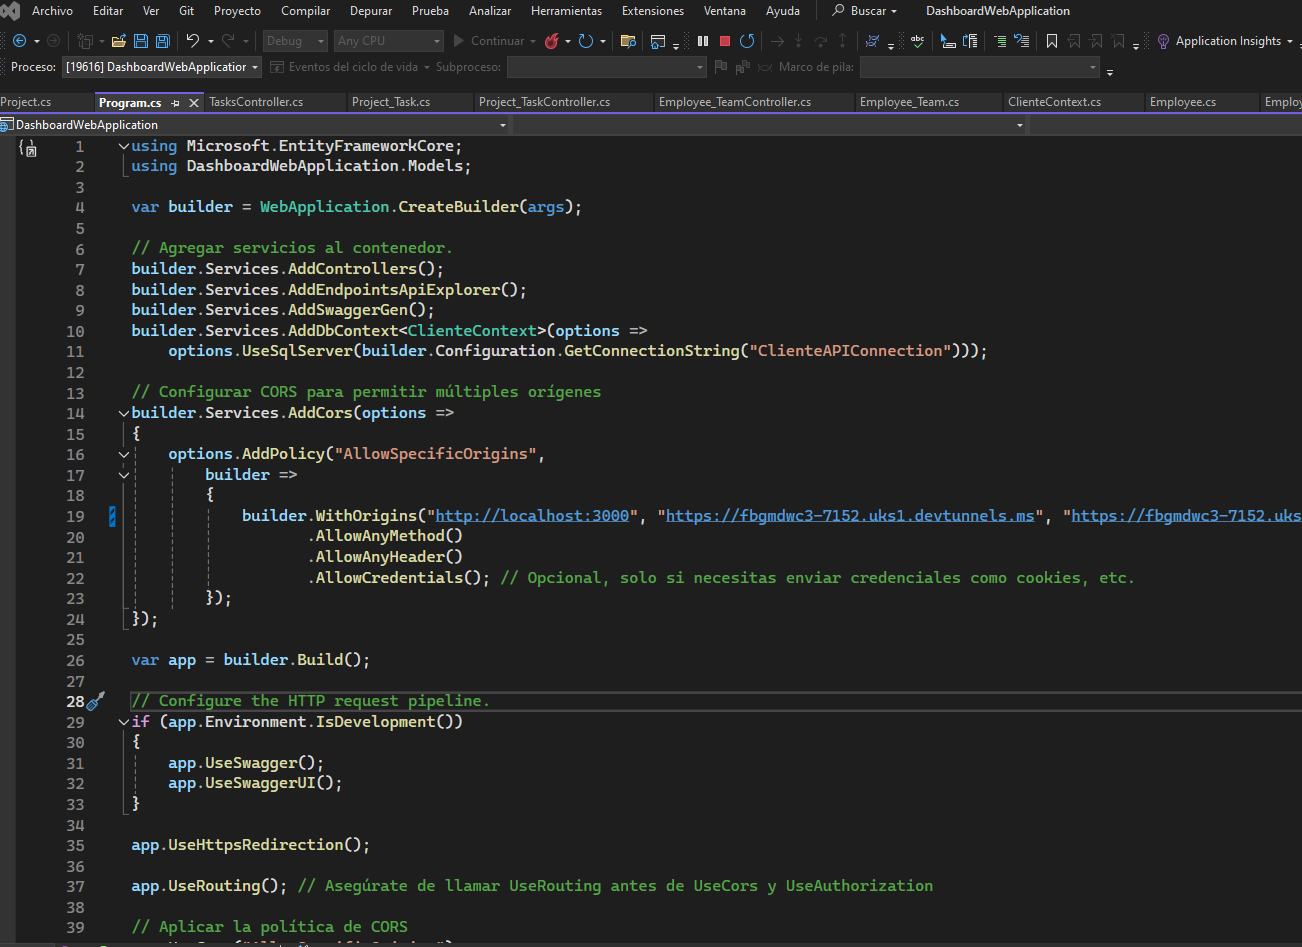 Archivo Editar Ver Git Proyecto Compilar Depurar Prueba Analizar Herramientas Extensiones Ventana Ayuda Buscar DashboardWebApplication
Debug Any CPU Continuar Application Insights
Proceso: [19616] DashboardWebApplication Eventos del ciclo de vida Subproceso: Marco de pila:
Project.cs Program.cs TasksController.cs Project_Task.cs Project_TaskController.cs Employee_TeamController.cs Employee_Team.cs ClienteContext.cs Employee.cs
DashboardWebApplication
1 using Microsoft.EntityFrameworkCore;
2 using DashboardWebApplication.Models;
3
4 var builder = WebApplication.CreateBuilder(args);
5
6 // Agregar servicios al contenedor.
7 builder.Services.AddControllers();
8 builder.Services.AddEndpointsApiExplorer();
9 builder.Services.AddSwaggerGen();
10 builder.Services.AddDbContext<ClienteContext>(options =>
11 options.UseSqlServer(builder.Configuration.GetConnectionString("ClienteAPIConnection")));
12
13 // Configurar CORS para permitir múltiples orígenes
14 builder.Services.AddCors(options =>
15 {
16 options.AddPolicy("AllowSpecificOrigins",
17 builder =>
18 {
19 builder.WithOrigins("http://localhost:3000", "https://fbgmdwc3-7152.uks1.devtunnels.ms", "https://fbgmdwc3-7152.uks
20 .AllowAnyMethod()
21 .AllowAnyHeader()
22 .AllowCredentials(); // Opcional, solo si necesitas enviar credenciales como cookies, etc.
23 });
24 });
25
26 var app = builder.Build();
27
28 // Configure the HTTP request pipeline.
29 if (app.Environment.IsDevelopment())
30 {
31 app.UseSwagger();
32 app.UseSwaggerUI();
33 }
34
35 app.UseHttpsRedirection();
36
37 app.UseRouting(); // Asegúrate de llamar UseRouting antes de UseCors y UseAuthorization
38
39 // Aplicar la política de CORS